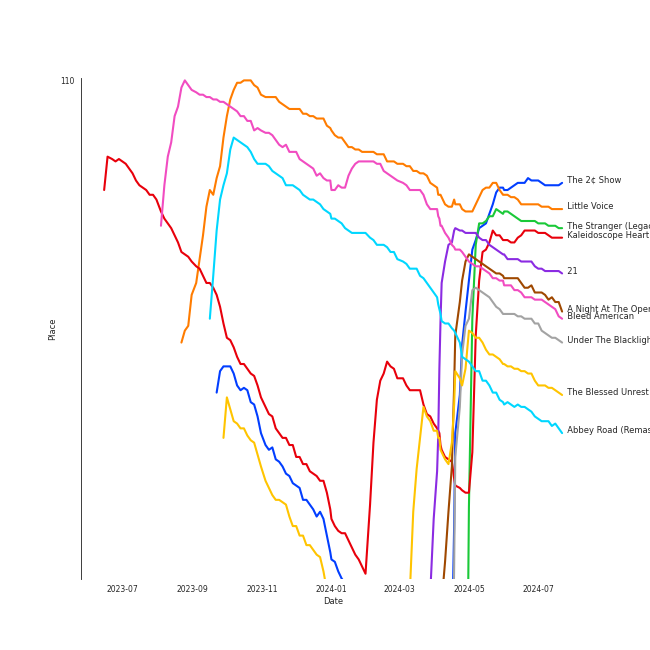 110
The 2¢ Show
Little Voice
The Stranger (Legac
Kaleidoscope Heart
21
A Night At The Oper
Bleed American
Under The Blackligh
The Blessed Unrest
Abbey Road (Remas
Place
2023-07
2023-09
2023-11
2024-01
2024-03
2024-05
2024-07
Date